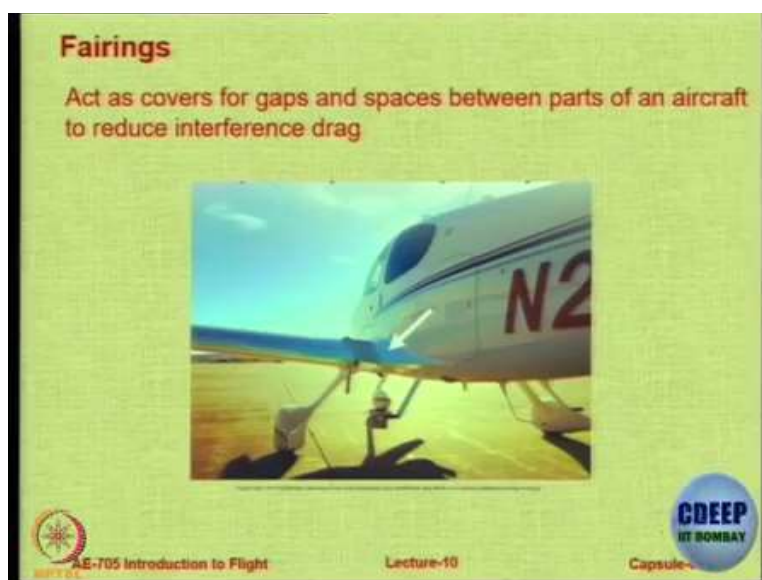 Fairings
Act as covers for gaps and spaces between parts of an aircraft
to reduce interference drag
N2
CDEEP
IIT BOMBAY
NPTEL
AE-705 Introduction to Flight
Lecture-10